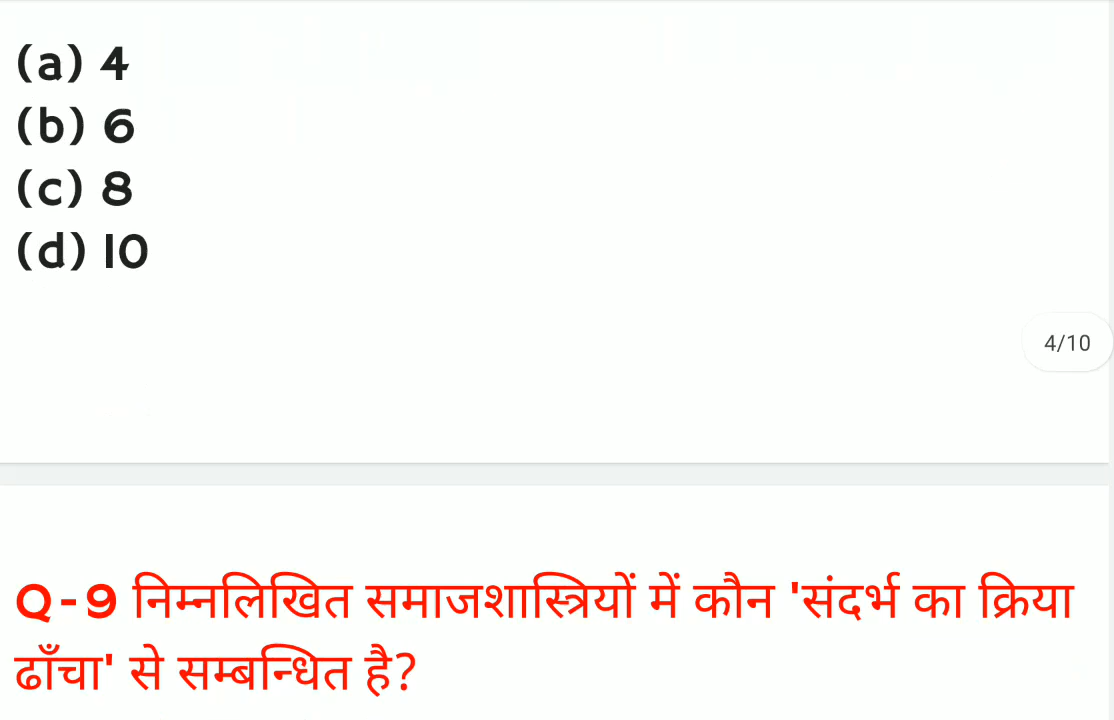 (a) 4
(b) 6
(c) 8
(d) 10
4/10
Q-9 निम्नलिखित समाजशास्त्रियों में कौन 'संदर्भ का क्रिया
ढाँचा' से सम्बन्धित है?